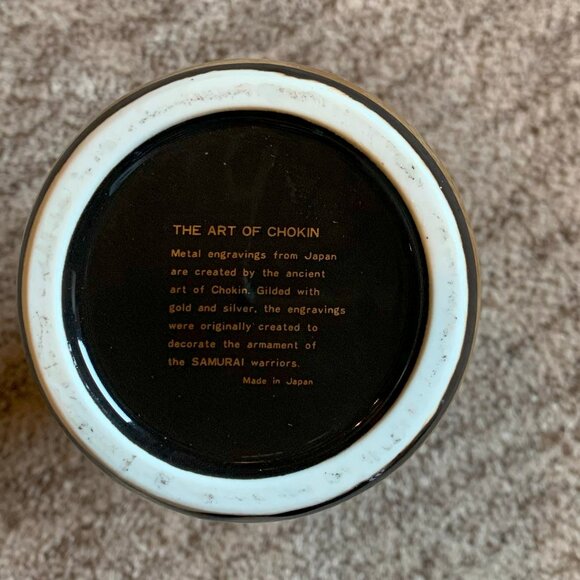 THE ART OF CHOKIN
Metal engravings from Japan
are created by the ancient
art of Chokin. Gilded with
gold and silver, the engravings
were originally created to
decorate the armament of
the SAMURAI warriors.
Made in Japan